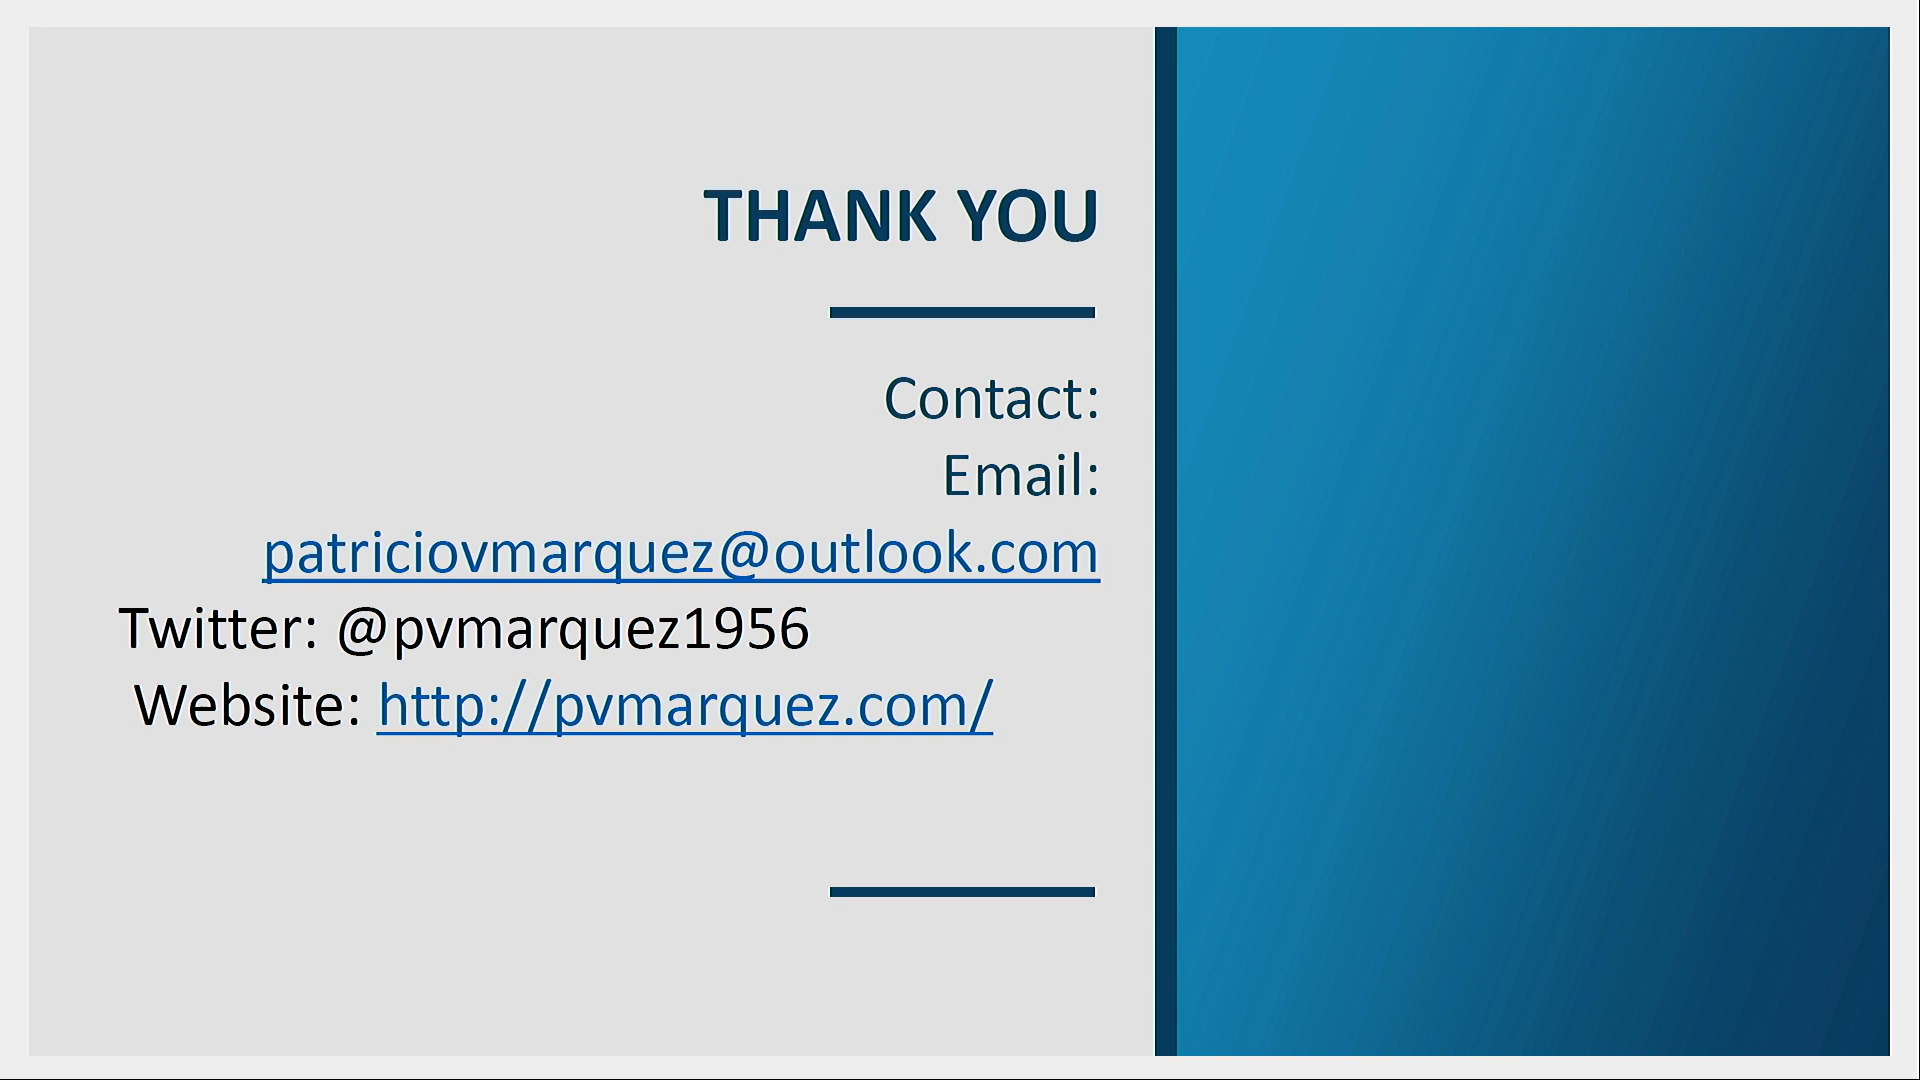 THANK YOU
Contact:
Email:
patriciovmarquez@outlook.com
Twitter: @pvmarquez1956
Website: http://pvmarquez.com/